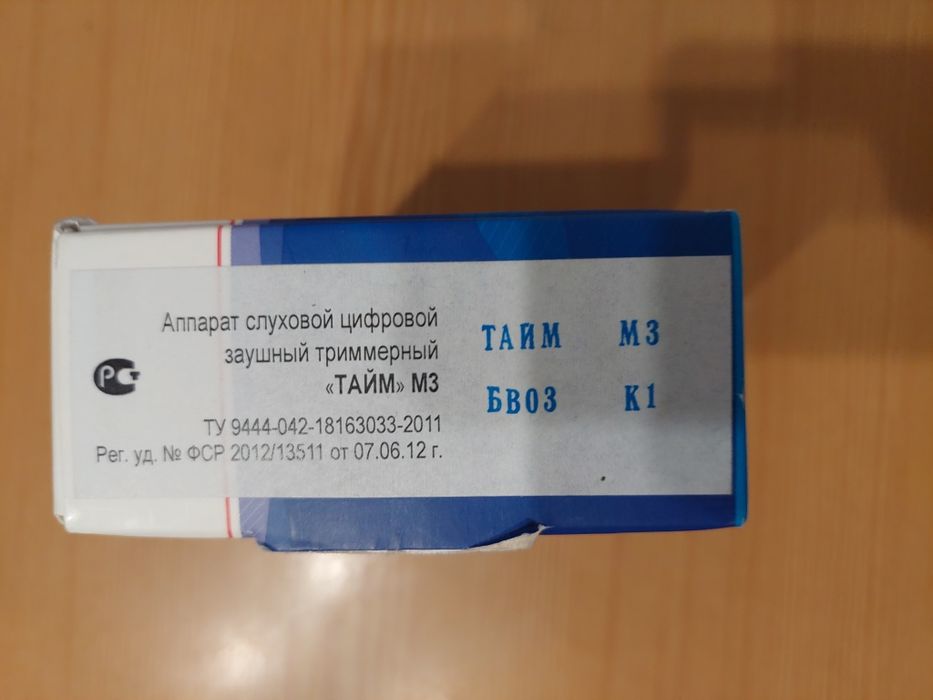 Аппарат слуховой цифровой
заушный триммерный
«ТАЙМ» М3
ТУ 9444-042-18163033-2011
Рег. уд. № ФСР 2012/13511 от 07.06.12 г.
РСТ
ТАЙМ М3
БВ03 К1